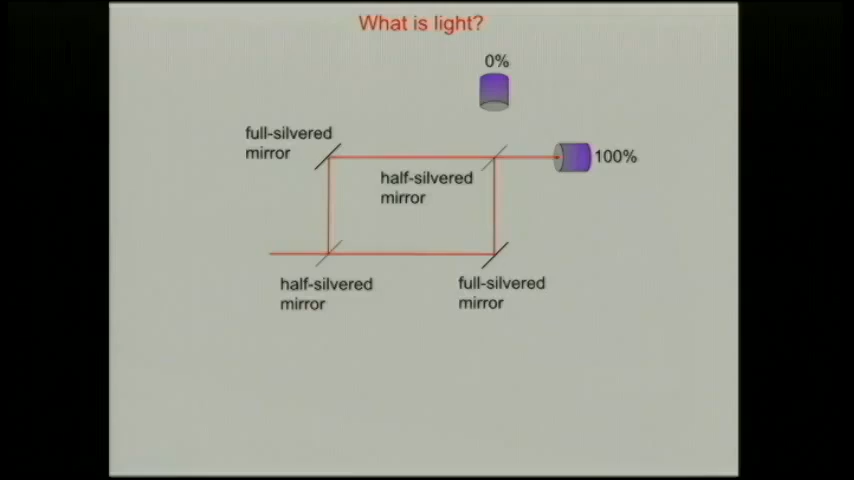 What is light?
0%
full-silvered
mirror
100%
half-silvered
mirror
half-silvered
mirror
full-silvered
mirror